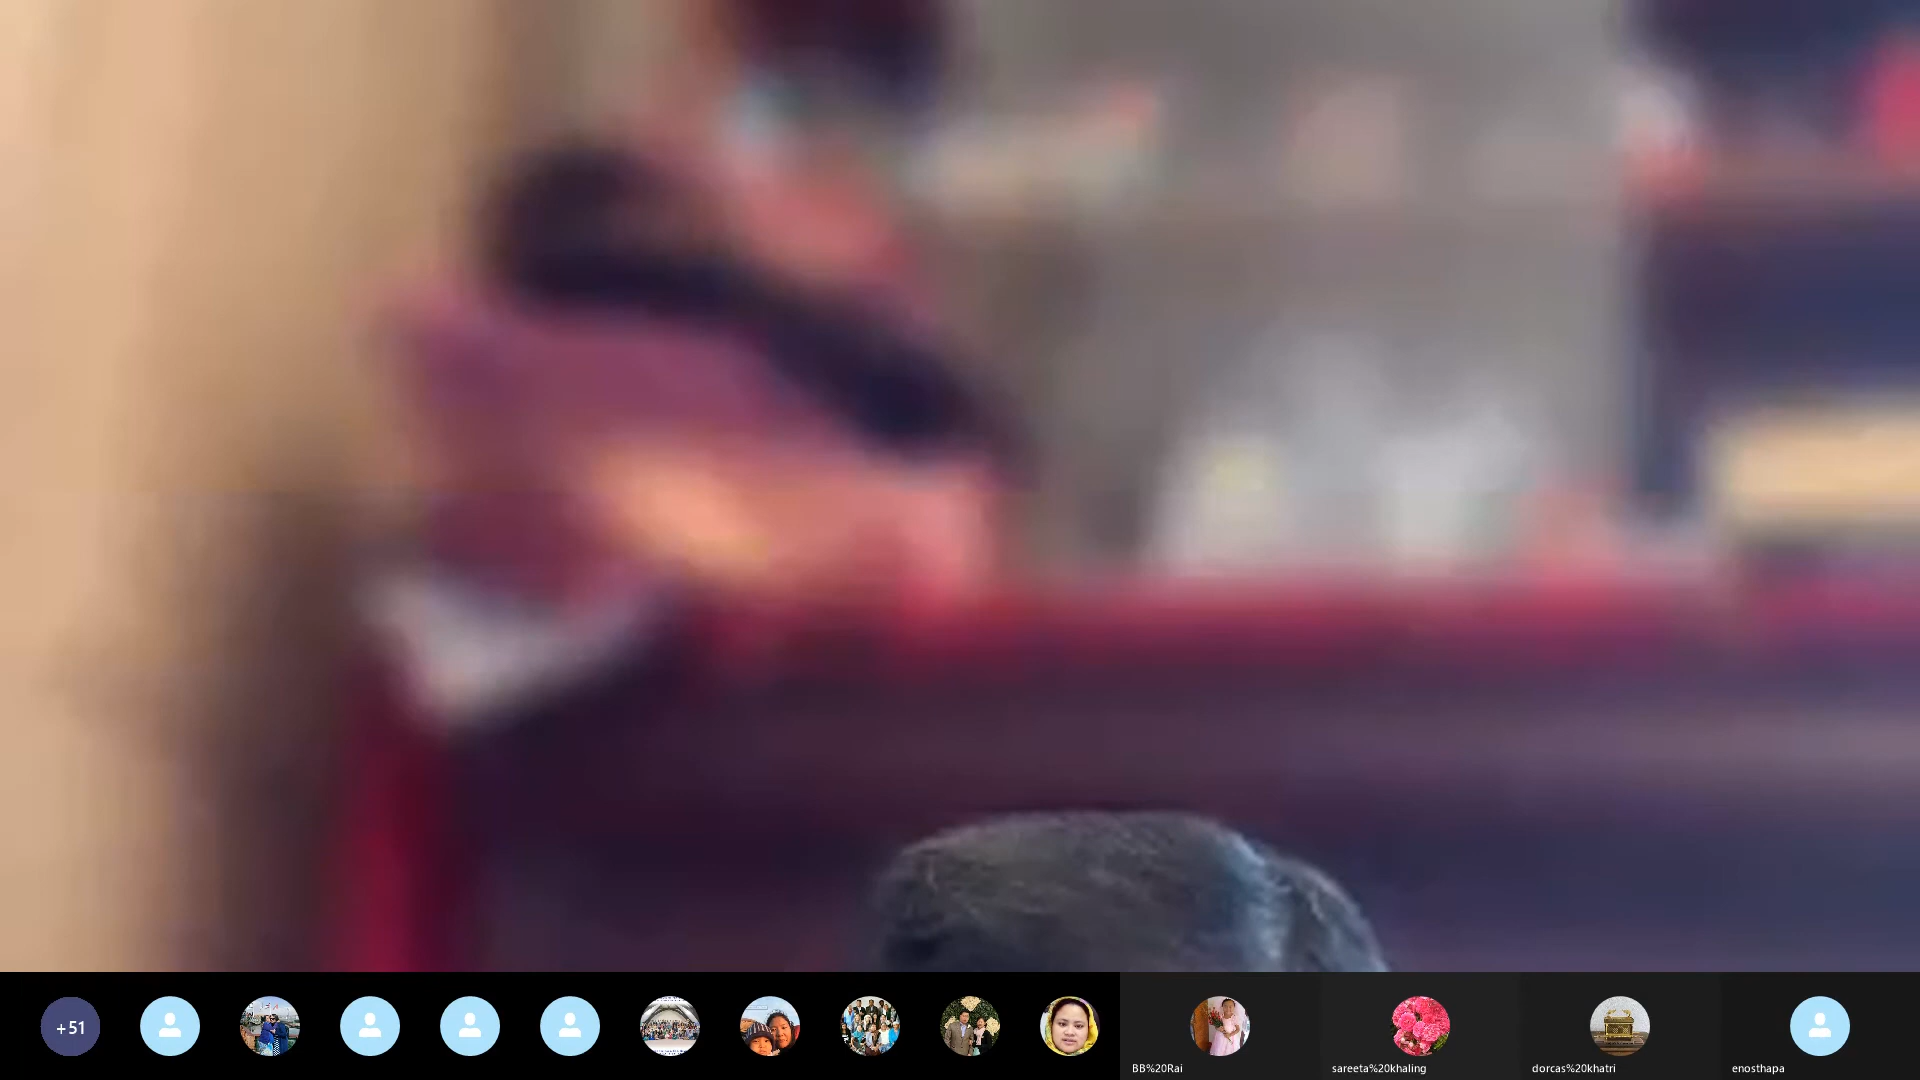 +51
BB%20Rai
sareeta%20khaling
dorcas%20khatri
enosthapa